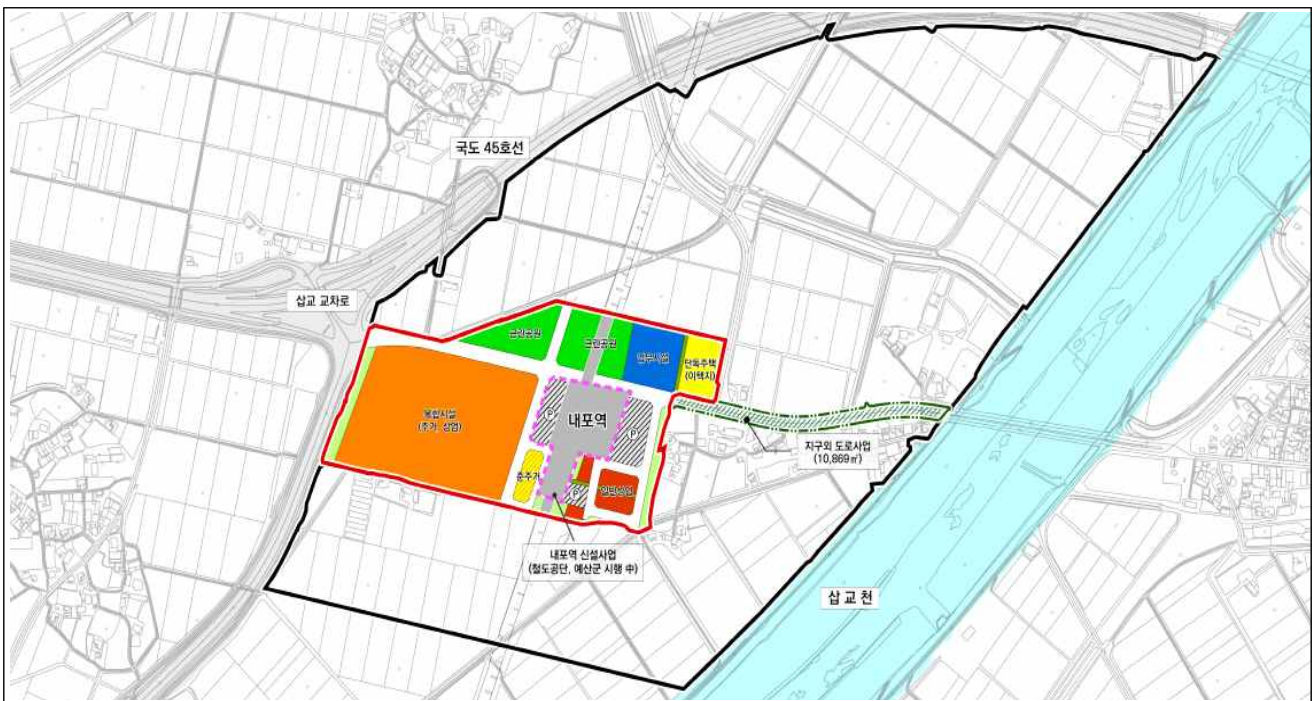 국도 45호선
삽교 교차로
근린공원
근린공원
업무시설
단독주택
(이택지)
복합시설
(주거, 상업)
P
내포역
P
지구외 도로사업
(10,869㎡)
준주거
P
일반상업
내포역 신설사업
(철도공단, 예산군 시행 中)
삽 교 천